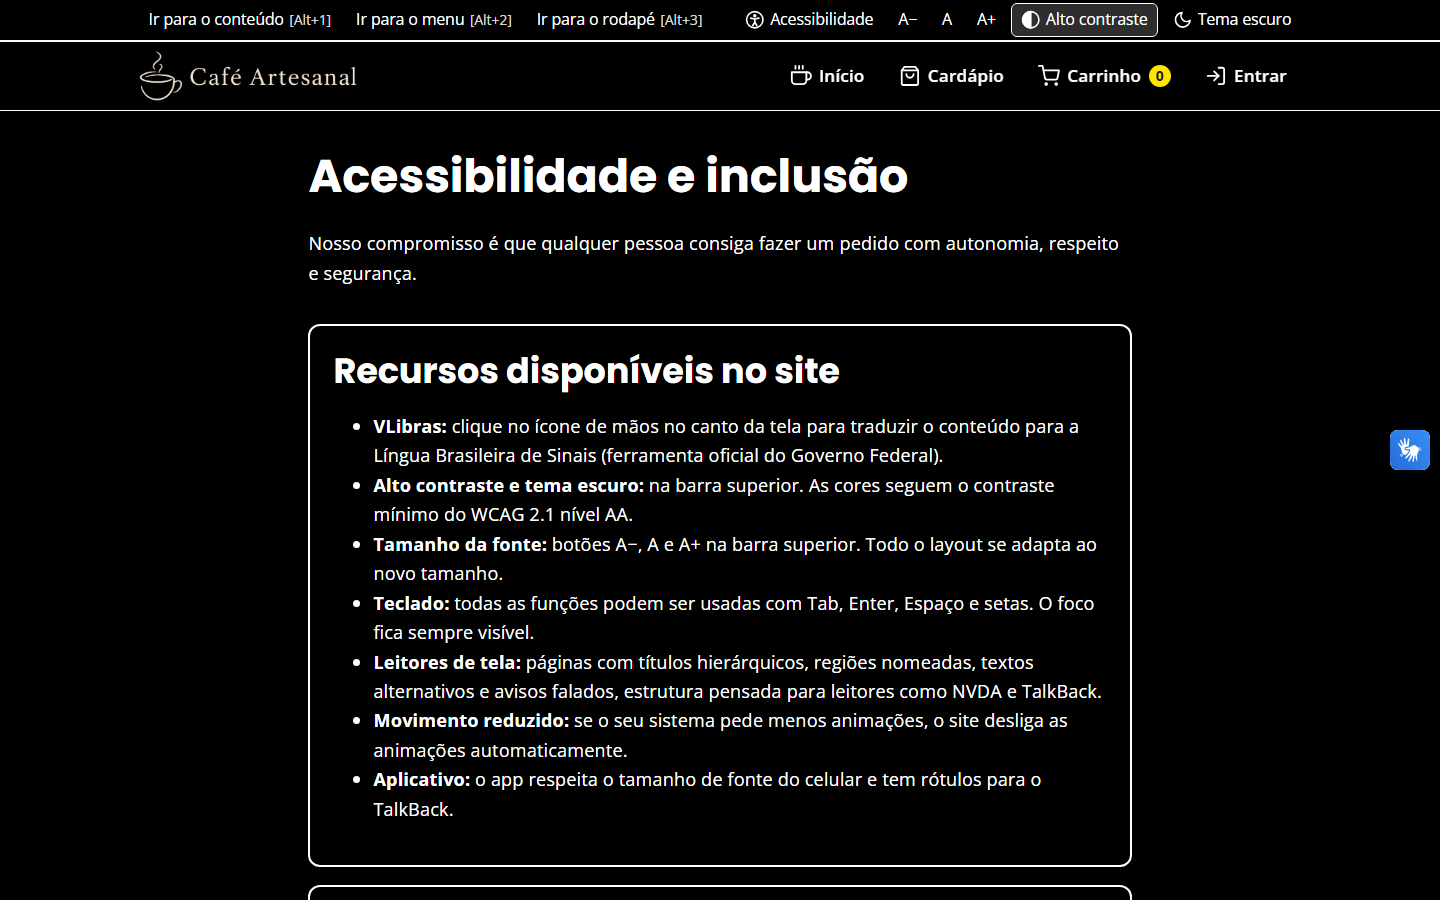 Ir para o conteúdo [Alt+1] Ir para o menu [Alt+2] Ir para o rodapé [Alt+3] Acessibilidade A− A A+ Alto contraste Tema escuro
Café Artesanal Início Cardápio Carrinho 0 Entrar
Acessibilidade e inclusão
Nosso compromisso é que qualquer pessoa consiga fazer um pedido com autonomia, respeito
e segurança.
Recursos disponíveis no site
• VLibras: clique no ícone de mãos no canto da tela para traduzir o conteúdo para a
Língua Brasileira de Sinais (ferramenta oficial do Governo Federal).
• Alto contraste e tema escuro: na barra superior. As cores seguem o contraste
mínimo do WCAG 2.1 nível AA.
• Tamanho da fonte: botões A−, A e A+ na barra superior. Todo o layout se adapta ao
novo tamanho.
• Teclado: todas as funções podem ser usadas com Tab, Enter, Espaço e setas. O foco
fica sempre visível.
• Leitores de tela: páginas com títulos hierárquicos, regiões nomeadas, textos
alternativos e avisos falados, estrutura pensada para leitores como NVDA e TalkBack.
• Movimento reduzido: se o seu sistema pede menos animações, o site desliga as
animações automaticamente.
• Aplicativo: o app respeita o tamanho de fonte do celular e tem rótulos para o
TalkBack.